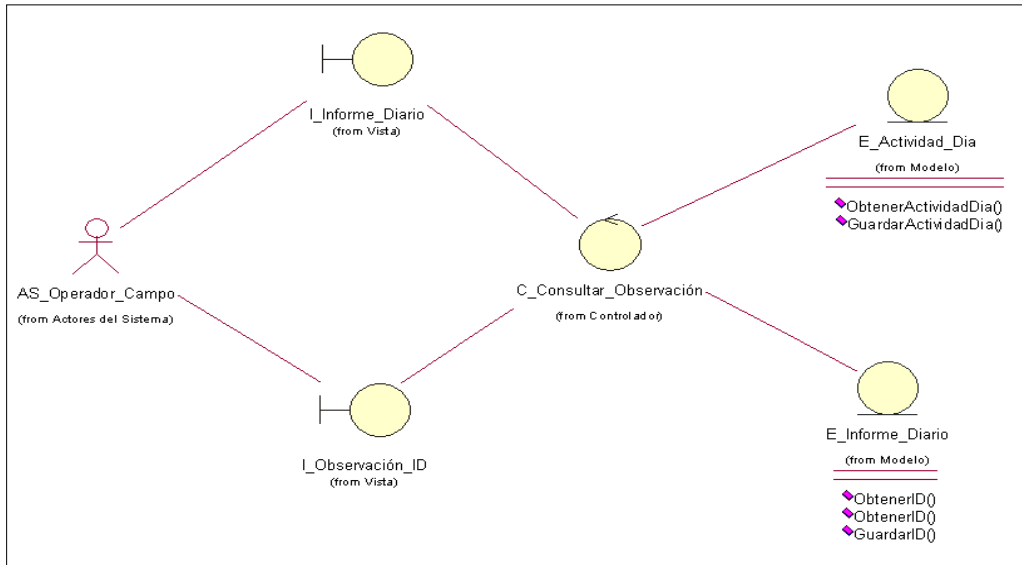 I_Informe_Diario
(from Vista)
E_Actividad_Dia
(from Modelo)
ObtenerActividadDia()
GuardarActividadDia()
AS_Operador_Campo
(from Actores del Sistema)
C_Consultar_Observación
(from Controlador)
I_Observación_ID
(from Vista)
E_Informe_Diario
(from Modelo)
ObtenerID()
ObtenerID()
GuardarID()